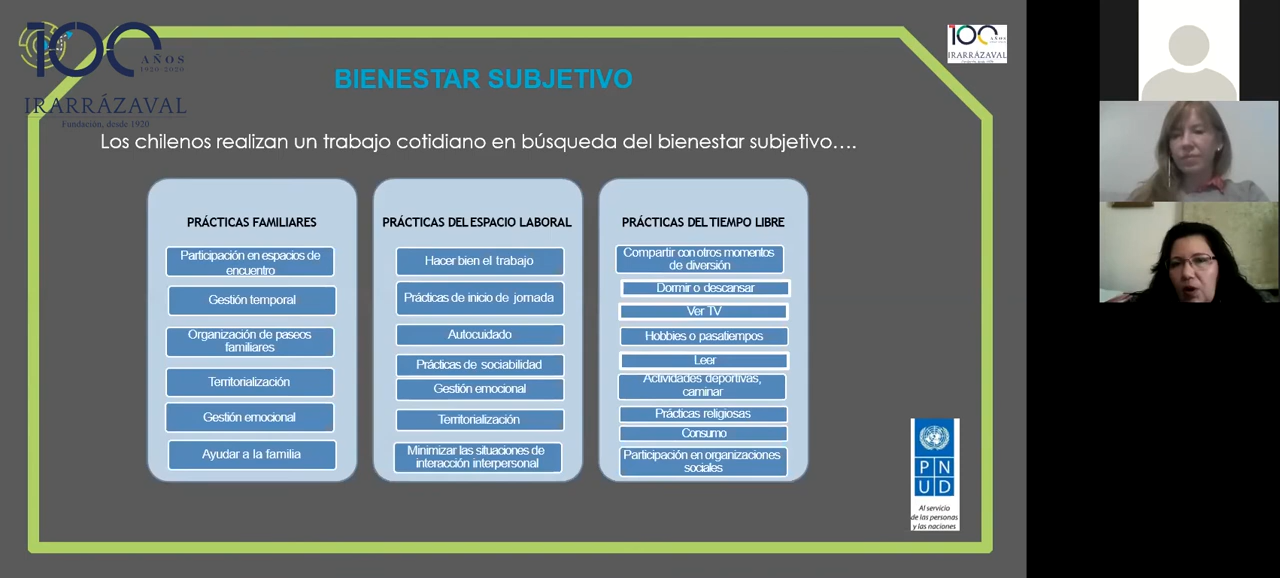 100 AÑOS
1920-2020
IRARRÁZAVAL
Fundación, desde 1920
100 AÑOS
IRARRÁZAVAL
BIENESTAR SUBJETIVO
Los chilenos realizan un trabajo cotidiano en búsqueda del bienestar subjetivo....
PRÁCTICAS FAMILIARES
Participación en espacios de
encuentro
Gestión temporal
Organización de paseos
familiares
Territorialización
Gestión emocional
Ayudar a la familia
PRÁCTICAS DEL ESPACIO LABORAL
Hacer bien el trabajo
Prácticas de inicio de jornada
Autocuidado
Prácticas de sociabilidad
Gestión emocional
Territorialización
Minimizar las situaciones de
interacción interpersonal
PRÁCTICAS DEL TIEMPO LIBRE
Compartir con otros momentos
de diversión
Dormir o descansar
Ver TV
Hobbies o pasatiempos
Leer
Actividades deportivas,
caminar
Prácticas religiosas
Consumo
Participación en organizaciones
sociales
PN
UD
Al servicio
de las personas
y las naciones